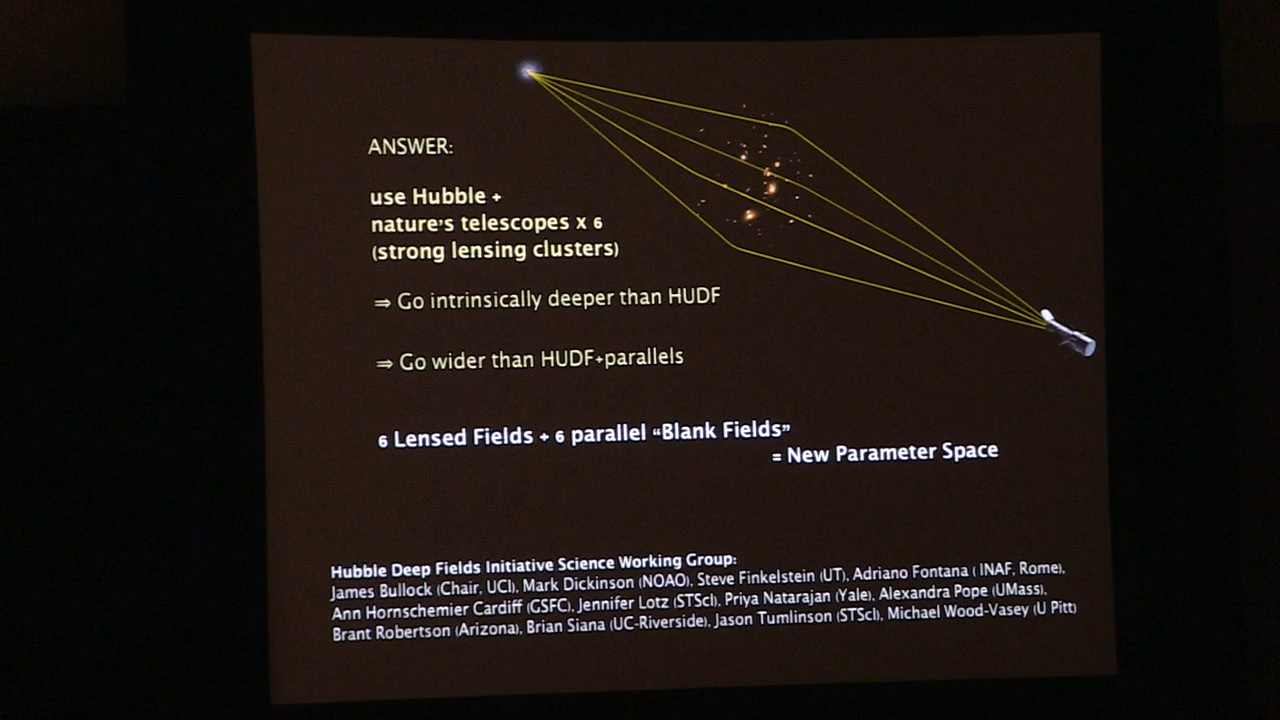 ANSWER:
use Hubble +
nature's telescopes x 6
(strong lensing clusters)
⇒ Go intrinsically deeper than HUDF
⇒ Go wider than HUDF+parallels
6 Lensed Fields + 6 parallel “Blank Fields”
= New Parameter Space
Hubble Deep Fields Initiative Science Working Group:
James Bullock (Chair, UCI), Mark Dickinson (NOAO), Steve Finkelstein (UT), Adriano Fontana ( INAF, Rome),
Ann Hornschemier Cardiff (GSFC), Jennifer Lotz (STScI), Priya Natarajan (Yale), Alexandra Pope (UMass),
Brant Robertson (Arizona), Brian Siana (UC-Riverside), Jason Tumlinson (STScI), Michael Wood-Vasey (U Pitt)